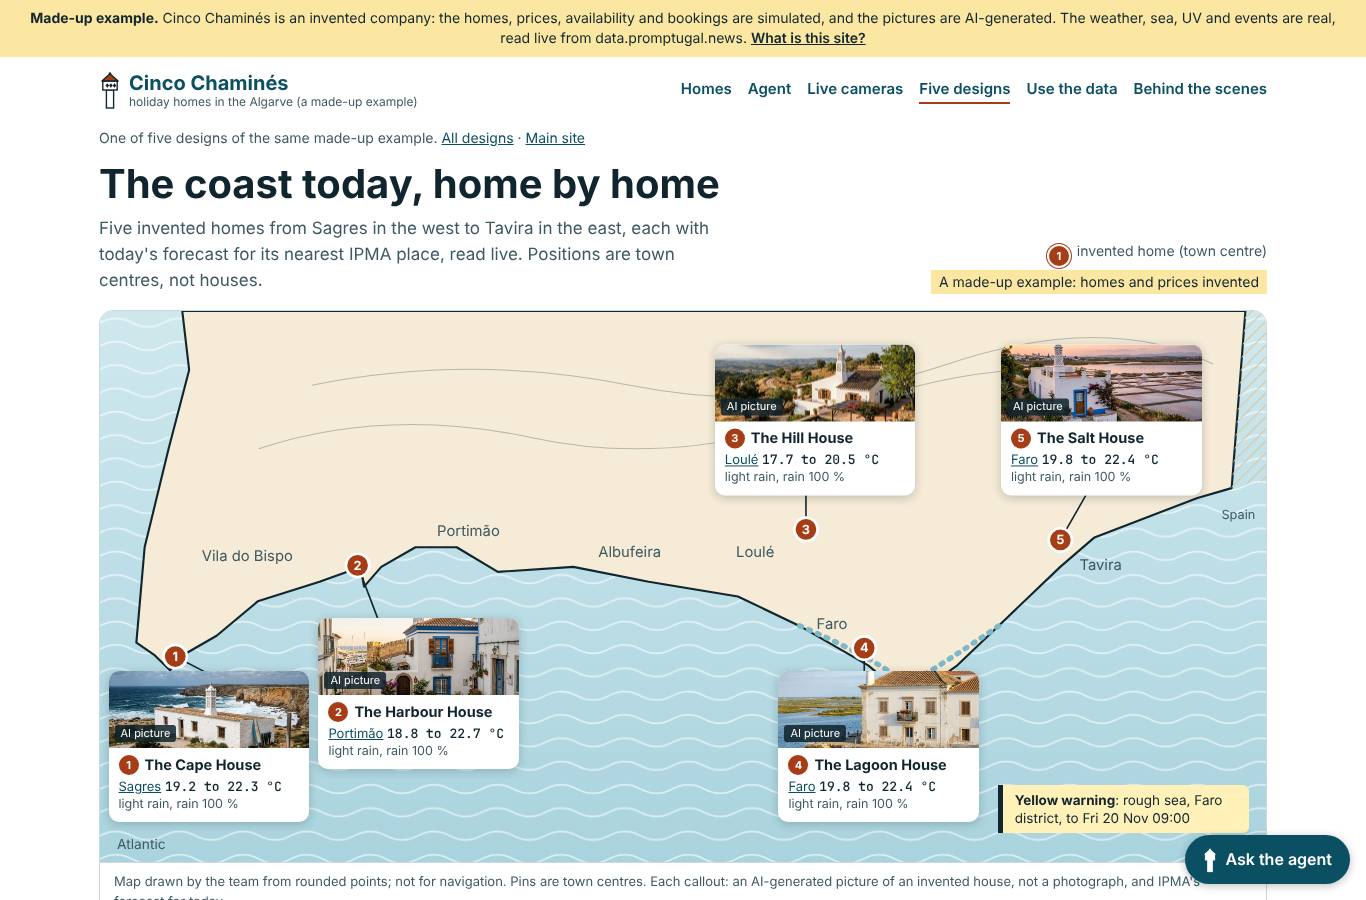 Made-up example. Cinco Chaminés is an invented company: the homes, prices, availability and bookings are simulated, and the pictures are AI-generated. The weather, sea, UV and events are real,
read live from data.promptugal.news. What is this site?
Cinco Chaminés
holiday homes in the Algarve (a made-up example)
Homes Agent Live cameras Five designs Use the data Behind the scenes
One of five designs of the same made-up example. All designs · Main site
The coast today, home by home
Five invented homes from Sagres in the west to Tavira in the east, each with
today's forecast for its nearest IPMA place, read live. Positions are town
centres, not houses.
1 invented home (town centre)
A made-up example: homes and prices invented
AI picture
3 The Hill House
Loulé 17.7 to 20.5 °C
light rain, rain 100 %
AI picture
5 The Salt House
Faro 19.8 to 22.4 °C
light rain, rain 100 %
Spain
3
5
Portimão
Vila do Bispo
Albufeira
Loulé
2
Tavira
Faro
4
1
AI picture
2 The Harbour House
Portimão 18.8 to 22.7 °C
light rain, rain 100 %
AI picture
1 The Cape House
Sagres 19.2 to 22.3 °C
light rain, rain 100 %
AI picture
4 The Lagoon House
Faro 19.8 to 22.4 °C
light rain, rain 100 %
Yellow warning: rough sea, Faro
district, to Fri 20 Nov 09:00
Atlantic
Ask the agent
Map drawn by the team from rounded points; not for navigation. Pins are town centres. Each callout: an AI-generated picture of an invented house, not a photograph, and IPMA's
forecast for today.